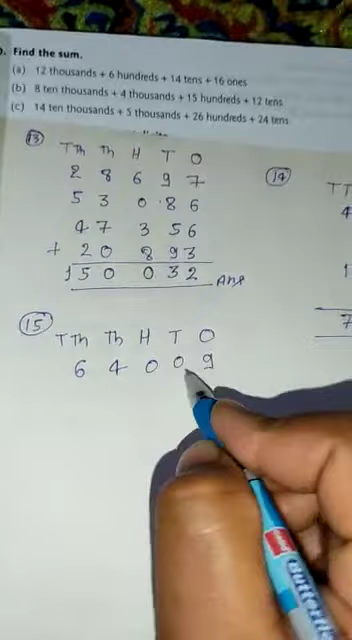 Find the sum.
(a) 12 thousands + 6 hundreds + 14 tens + 16 ones
(b) 8 ten thousands + 4 thousands + 15 hundreds + 12 tens
(c) 14 ten thousands + 5 thousands + 26 hundreds + 24 tens
13
T Th Th H T O
2 8 6 9 7
5 3 0 8 6
4 7 3 5 6
+ 2 0 8 9 3
1 5 0 0 3 2 Ans
14
T T
4
1
7
15
T Th Th H T O
6 4 0 0 9
Butterfl